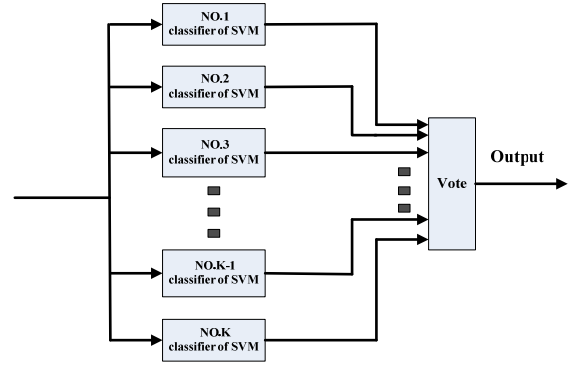 NO.1
classifier of SVM
NO.2
classifier of SVM
NO.3
classifier of SVM
Output
Vote
NO.K-1
classifier of SVM
NO.K
classifier of SVM